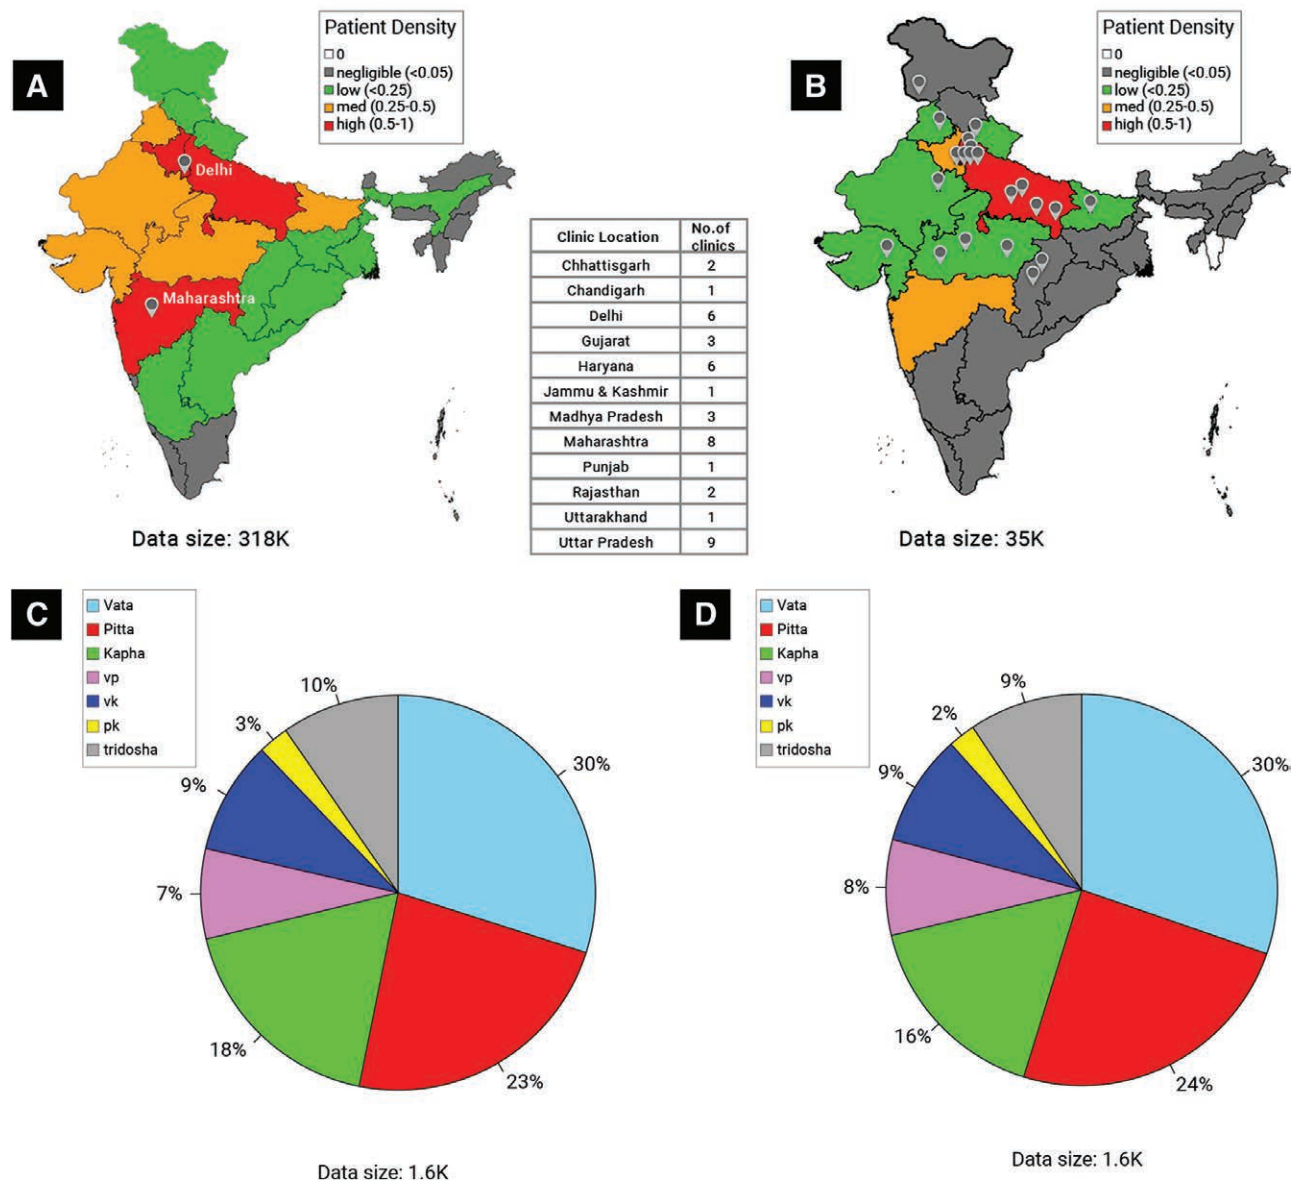 A
Patient Density
0
negligible (<0.05)
low (<0.25)
med (0.25-0.5)
high (0.5-1)
Delhi
Maharashtra
Data size: 318K
Clinic Location No.of clinics
Chhattisgarh 2
Chandigarh 1
Delhi 6
Gujarat 3
Haryana 6
Jammu & Kashmir 1
Madhya Pradesh 3
Maharashtra 8
Punjab 1
Rajasthan 2
Uttarakhand 1
Uttar Pradesh 9
B
Patient Density
0
negligible (<0.05)
low (<0.25)
med (0.25-0.5)
high (0.5-1)
Data size: 35K
C
Vata
Pitta
Kapha
vp
vk
pk
tridosha
10%
3%
30%
9%
7%
18%
23%
Data size: 1.6K
D
Vata
Pitta
Kapha
vp
vk
pk
tridosha
9%
2%
30%
9%
8%
16%
24%
Data size: 1.6K